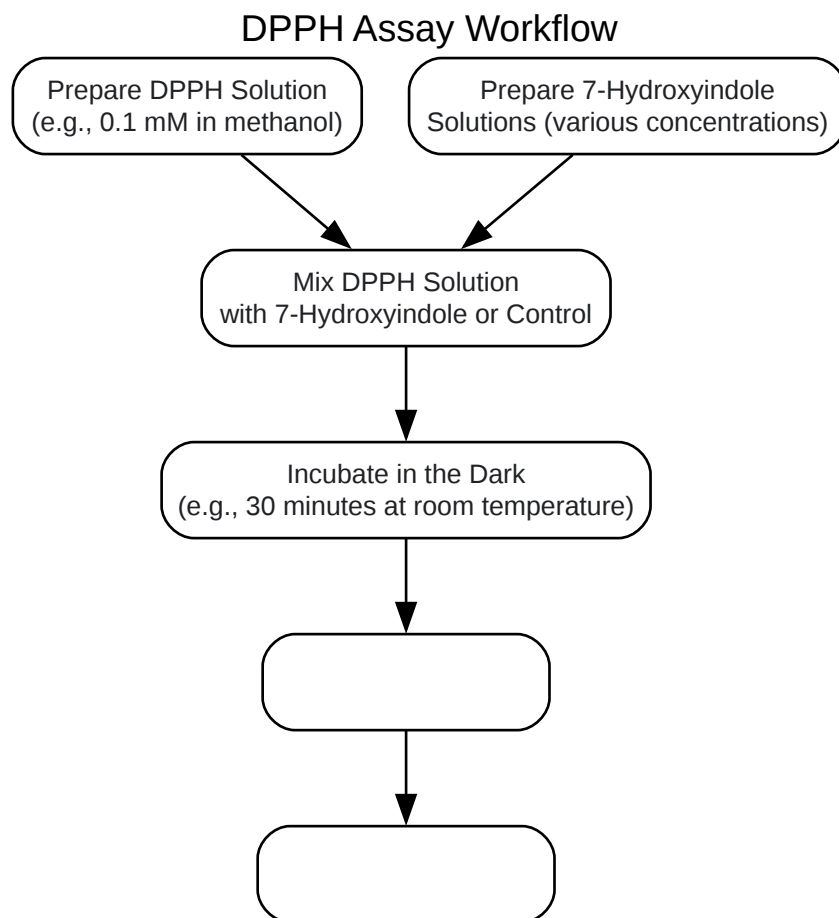 DPPH Assay Workflow
Prepare DPPH Solution
(e.g., 0.1 mM in methanol)
Prepare 7-Hydroxyindole
Solutions (various concentrations)
Mix DPPH Solution
with 7-Hydroxyindole or Control
Incubate in the Dark
(e.g., 30 minutes at room temperature)